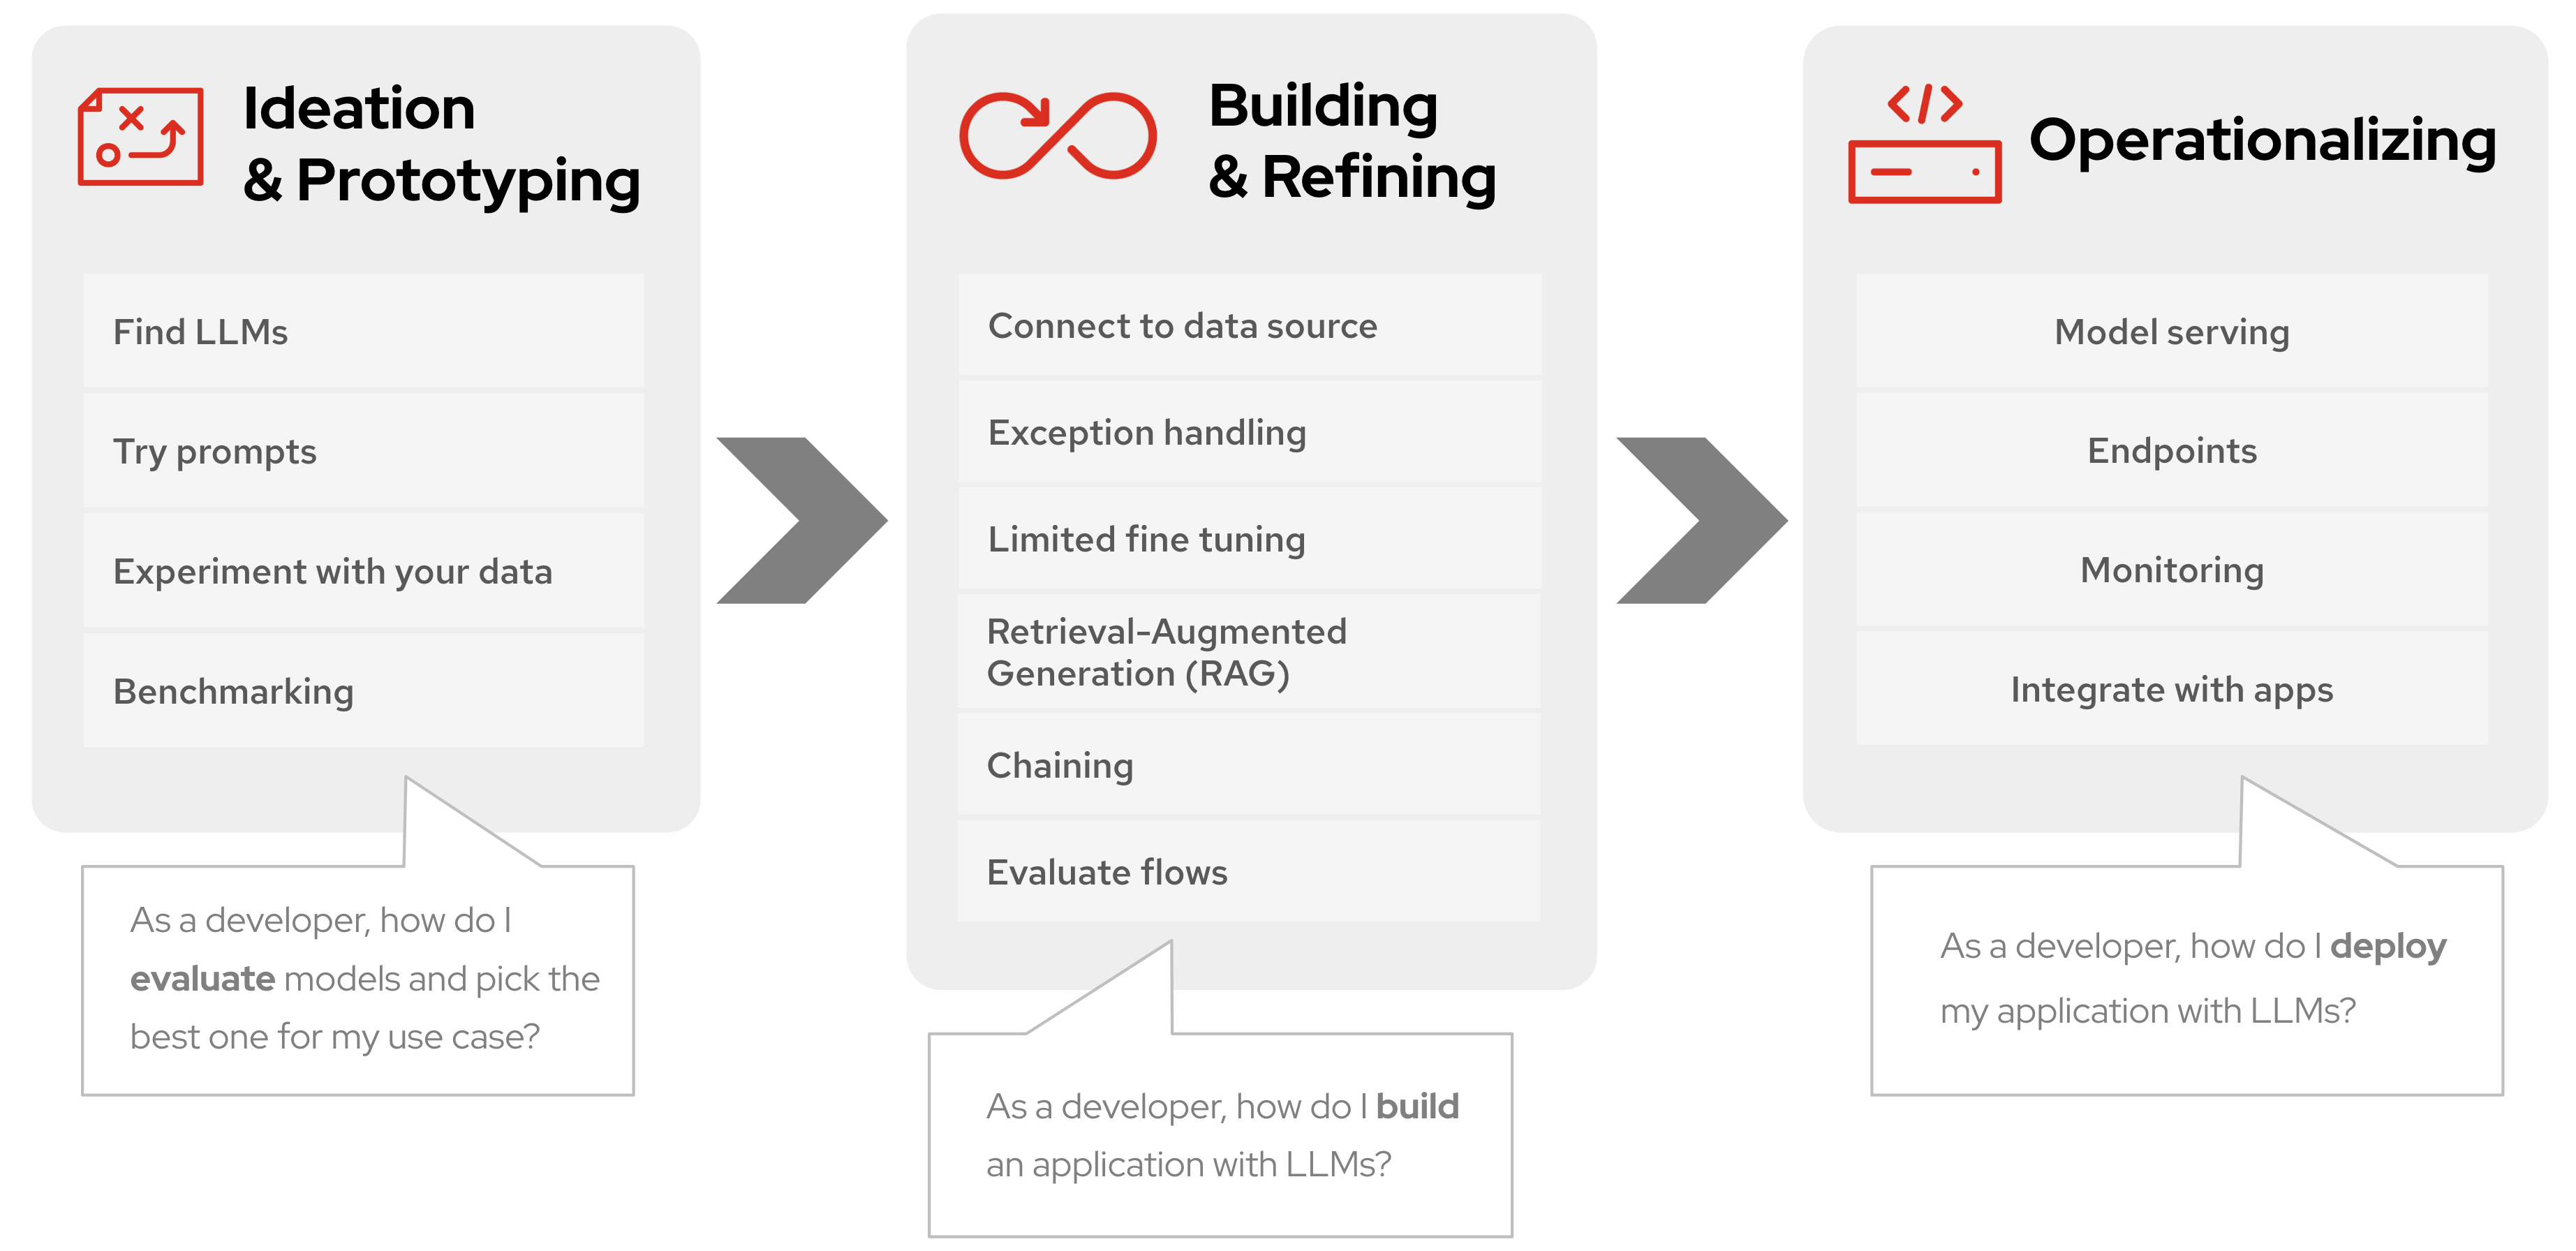 Ideation
& Prototyping
Find LLMs
Try prompts
Experiment with your data
Benchmarking
As a developer, how do I
evaluate models and pick the
best one for my use case?
Building
& Refining
Connect to data source
Exception handling
Limited fine tuning
Retrieval-Augmented
Generation (RAG)
Chaining
Evaluate flows
As a developer, how do I build
an application with LLMs?
</>
Operationalizing
Model serving
Endpoints
Monitoring
Integrate with apps
As a developer, how do I deploy
my application with LLMs?